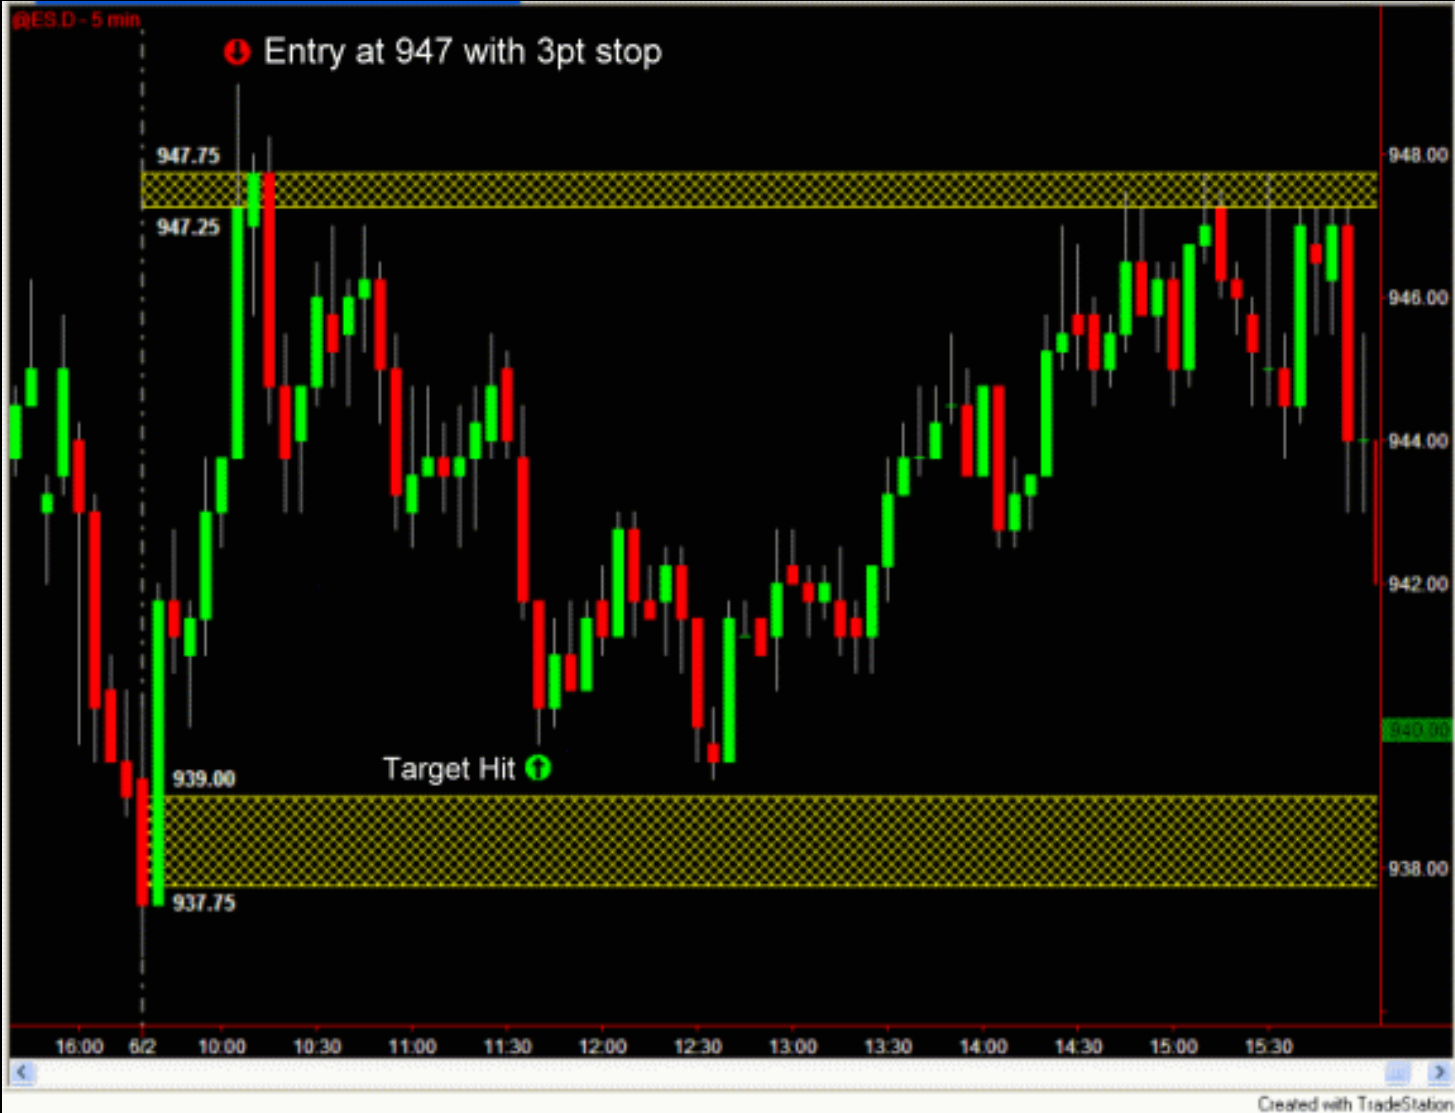 @ES.D - 5 min
Entry at 947 with 3pt stop
947.75
948.00
947.25
946.00
944.00
942.00
940.00
Target Hit
939.00
938.00
937.75
16:00 6/2 10:00 10:30 11:00 11:30 12:00 12:30 13:00 13:30 14:00 14:30 15:00 15:30
Created with TradeStation